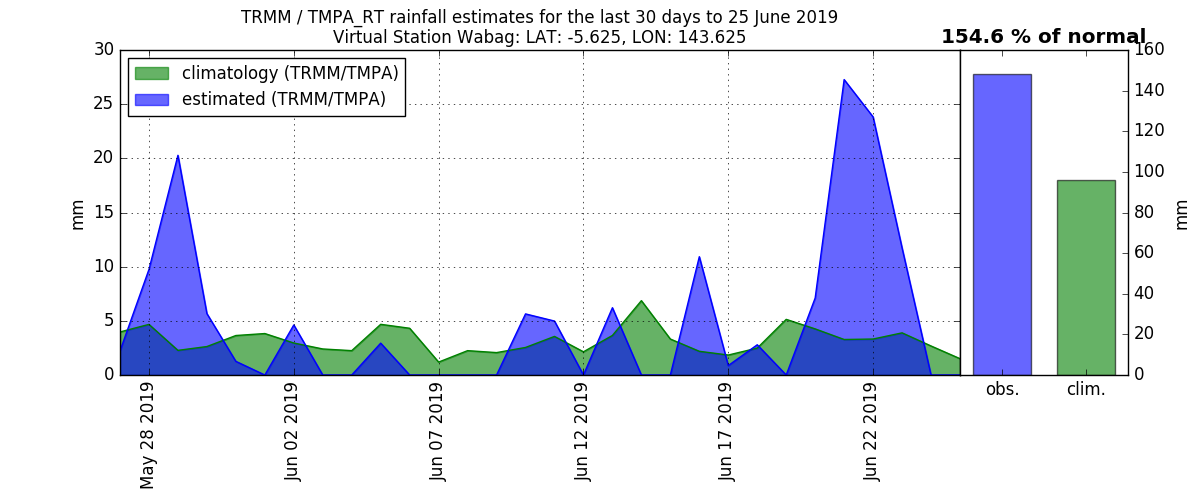 TRMM / TMPA_RT rainfall estimates for the last 30 days to 25 June 2019
Virtual Station Wabag: LAT: -5.625, LON: 143.625
154.6 % of normal
climatology (TRMM/TMPA)
estimated (TRMM/TMPA)
mm
30
25
20
15
10
5
0
May 28 2019
Jun 02 2019
Jun 07 2019
Jun 12 2019
Jun 17 2019
Jun 22 2019
160
140
120
100
80
60
40
20
0
mm
obs.
clim.